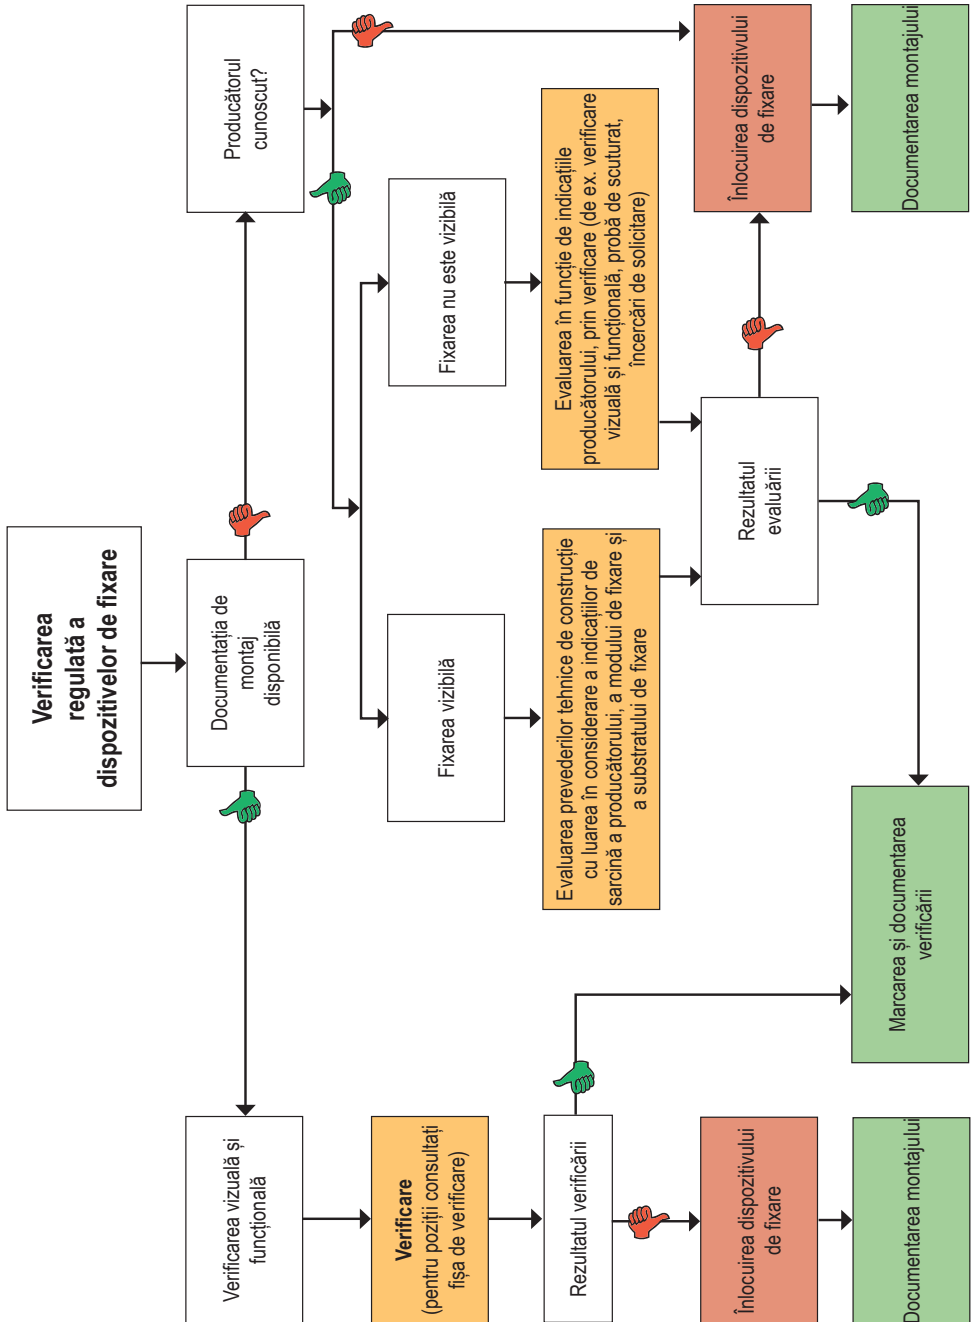 Verificarea
regulată a
dispozitivelor de fixare
Documentația de
montaj
disponibilă
Verificarea vizuală și
funcțională
Verificare
(pentru poziții consultați
fișa de verificare)
Rezultatul verificării
Înlocuirea dispozitivului
de fixare
Documentarea montajului
Marcarea și documentarea
verificării
Producătorul
cunoscut?
Fixarea vizibilă
Evaluarea prevederilor tehnice de construcție
cu luarea în considerare a indicațiilor de
sarcină a producătorului, a modului de fixare și
a substratului de fixare
Fixarea nu este vizibilă
Evaluarea în funcție de indicațiile
producătorului, prin verificare (de ex. verificare
vizuală și funcțională, probă de scuturat,
încercări de solicitare)
Rezultatul
evaluării
Înlocuirea dispozitivului
de fixare
Documentarea montajului